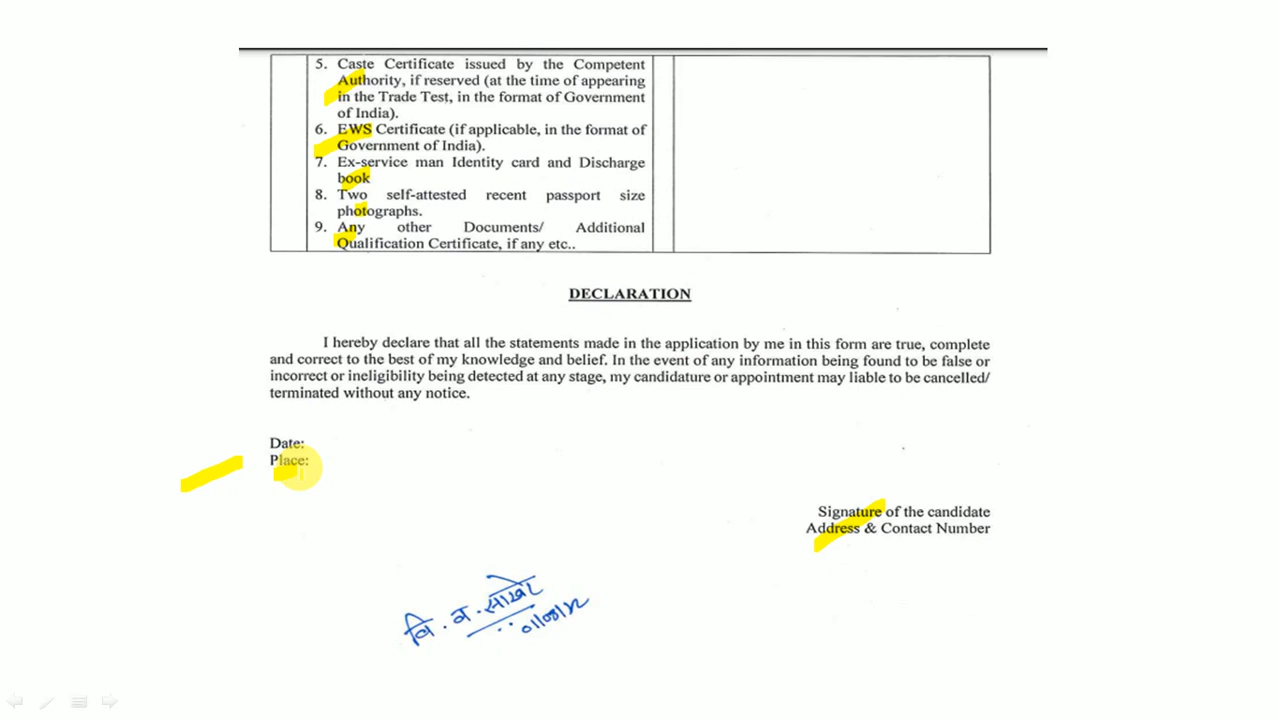 5. Caste Certificate issued by the Competent
Authority, if reserved (at the time of appearing
in the Trade Test, in the format of Government
of India).
6. EWS Certificate (if applicable, in the format of
Government of India).
7. Ex-service man Identity card and Discharge
book
8. Two self-attested recent passport size
photographs.
9. Any other Documents/ Additional
Qualification Certificate, if any etc..
DECLARATION
I hereby declare that all the statements made in the application by me in this form are true, complete
and correct to the best of my knowledge and belief. In the event of any information being found to be false or
incorrect or ineligibility being detected at any stage, my candidature or appointment may liable to be cancelled/
terminated without any notice.
Date:
Place:
Signature of the candidate
Address & Contact Number
वि. व.